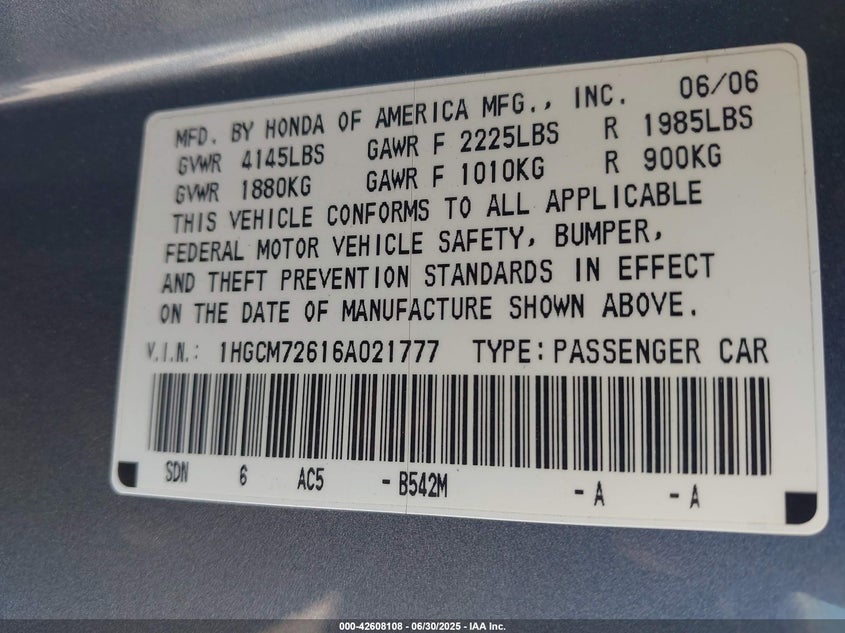 MFD. BY HONDA OF AMERICA MFG., INC. 06/06
GVWR 4145LBS GAWR F 2225LBS R 1985LBS
GVWR 1880KG GAWR F 1010KG R 900KG
THIS VEHICLE CONFORMS TO ALL APPLICABLE
FEDERAL MOTOR VEHICLE SAFETY, BUMPER,
AND THEFT PREVENTION STANDARDS IN EFFECT
ON THE DATE OF MANUFACTURE SHOWN ABOVE.
V.I.N.: 1HGCM72616A021777 TYPE: PASSENGER CAR
SDN 6 AC5 - B542M - A - A
000-42608108 - 06/30/2025 - IAA Inc.